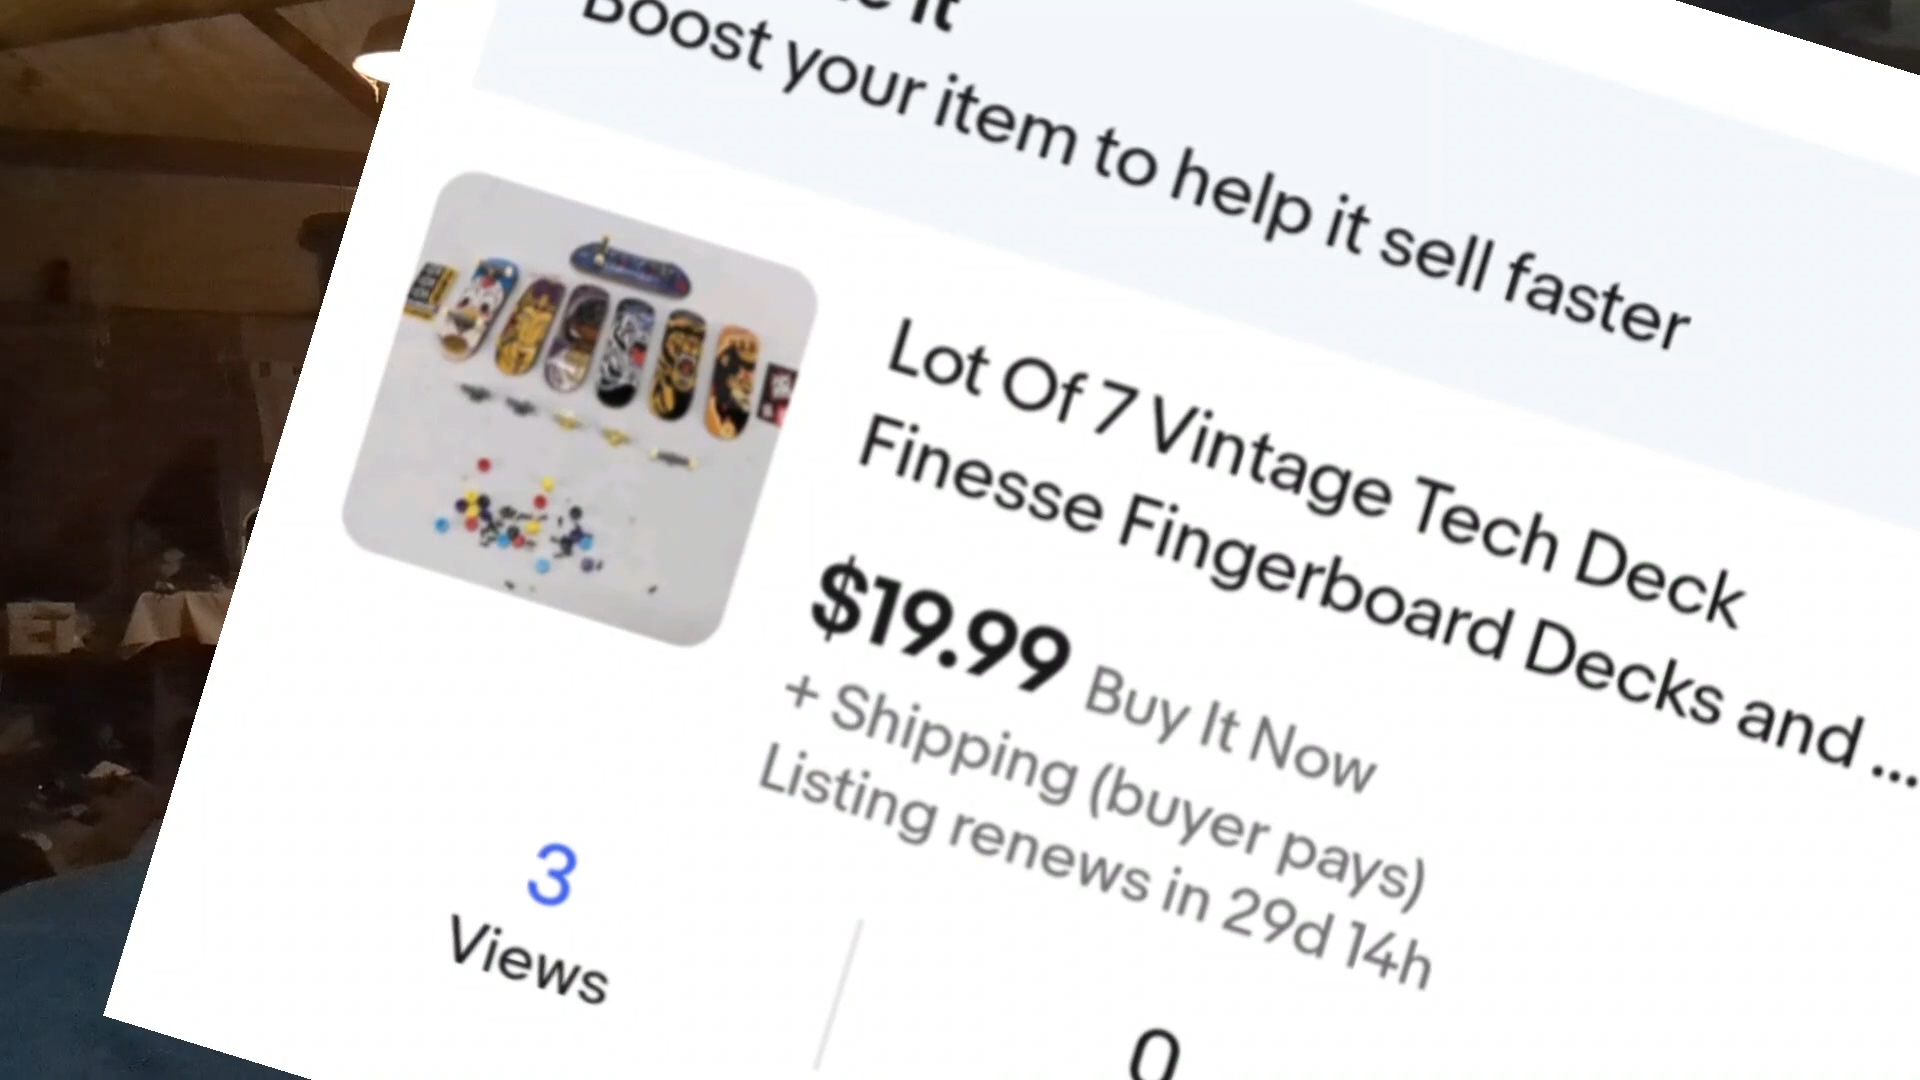 it
Boost your item to help it sell faster
Lot Of 7 Vintage Tech Deck
Finesse Fingerboard Decks and ...
$19.99 Buy It Now
+ Shipping (buyer pays)
Listing renews in 29d 14h
3
Views
0